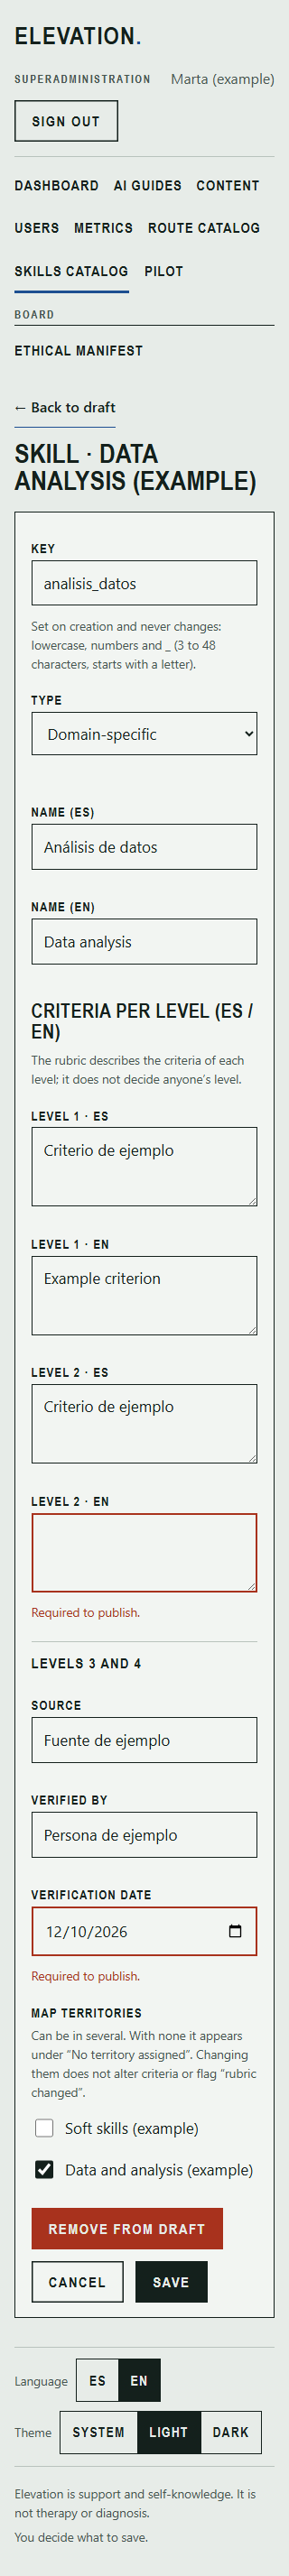 ELEVATION.
SUPERADMINISTRATION Marta (example)
SIGN OUT
DASHBOARD AI GUIDES CONTENT
USERS METRICS ROUTE CATALOG
SKILLS CATALOG PILOT
BOARD
ETHICAL MANIFEST
← Back to draft
SKILL · DATA
ANALYSIS (EXAMPLE)
KEY
analisis_datos
Set on creation and never changes:
lowercase, numbers and _ (3 to 48
characters, starts with a letter).
TYPE
Domain-specific
NAME (ES)
Análisis de datos
NAME (EN)
Data analysis
CRITERIA PER LEVEL (ES /
EN)
The rubric describes the criteria of each
level; it does not decide anyone's level.
LEVEL 1 · ES
Criterio de ejemplo
LEVEL 1 · EN
Example criterion
LEVEL 2 · ES
Criterio de ejemplo
LEVEL 2 · EN
Required to publish.
LEVELS 3 AND 4
SOURCE
Fuente de ejemplo
VERIFIED BY
Persona de ejemplo
VERIFICATION DATE
12/10/2026
Required to publish.
MAP TERRITORIES
Can be in several. With none it appears
under “No territory assigned”. Changing
them does not alter criteria or flag “rubric
changed”.
Soft skills (example)
Data and analysis (example)
REMOVE FROM DRAFT
CANCEL SAVE
Language ES EN
Theme SYSTEM LIGHT DARK
Elevation is support and self-knowledge. It is
not therapy or diagnosis.
You decide what to save.